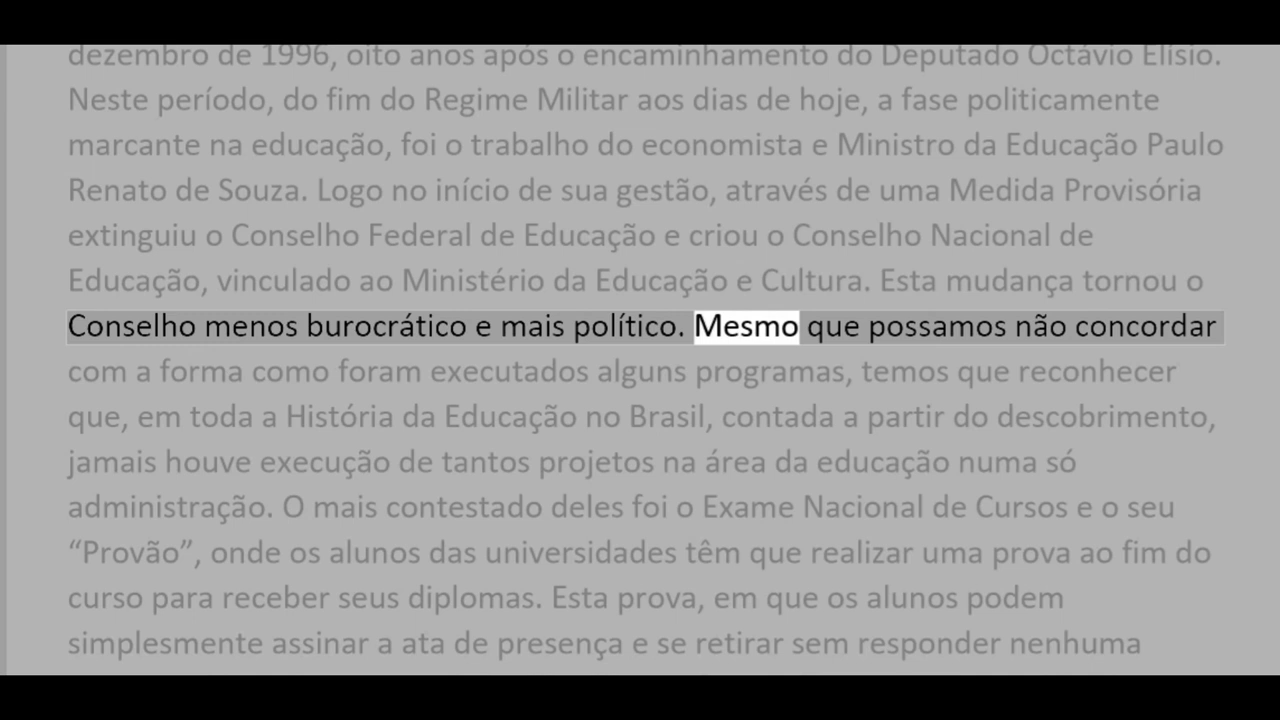 dezembro de 1996, oito anos após o encaminhamento do Deputado Octávio Elísio.
Neste período, do fim do Regime Militar aos dias de hoje, a fase politicamente
marcante na educação, foi o trabalho do economista e Ministro da Educação Paulo
Renato de Souza. Logo no início de sua gestão, através de uma Medida Provisória
extinguiu o Conselho Federal de Educação e criou o Conselho Nacional de
Educação, vinculado ao Ministério da Educação e Cultura. Esta mudança tornou o
Conselho menos burocrático e mais político. Mesmo que possamos não concordar
com a forma como foram executados alguns programas, temos que reconhecer
que, em toda a História da Educação no Brasil, contada a partir do descobrimento,
jamais houve execução de tantos projetos na área da educação numa só
administração. O mais contestado deles foi o Exame Nacional de Cursos e o seu
“Provão”, onde os alunos das universidades têm que realizar uma prova ao fim do
curso para receber seus diplomas. Esta prova, em que os alunos podem
simplesmente assinar a ata de presença e se retirar sem responder nenhuma